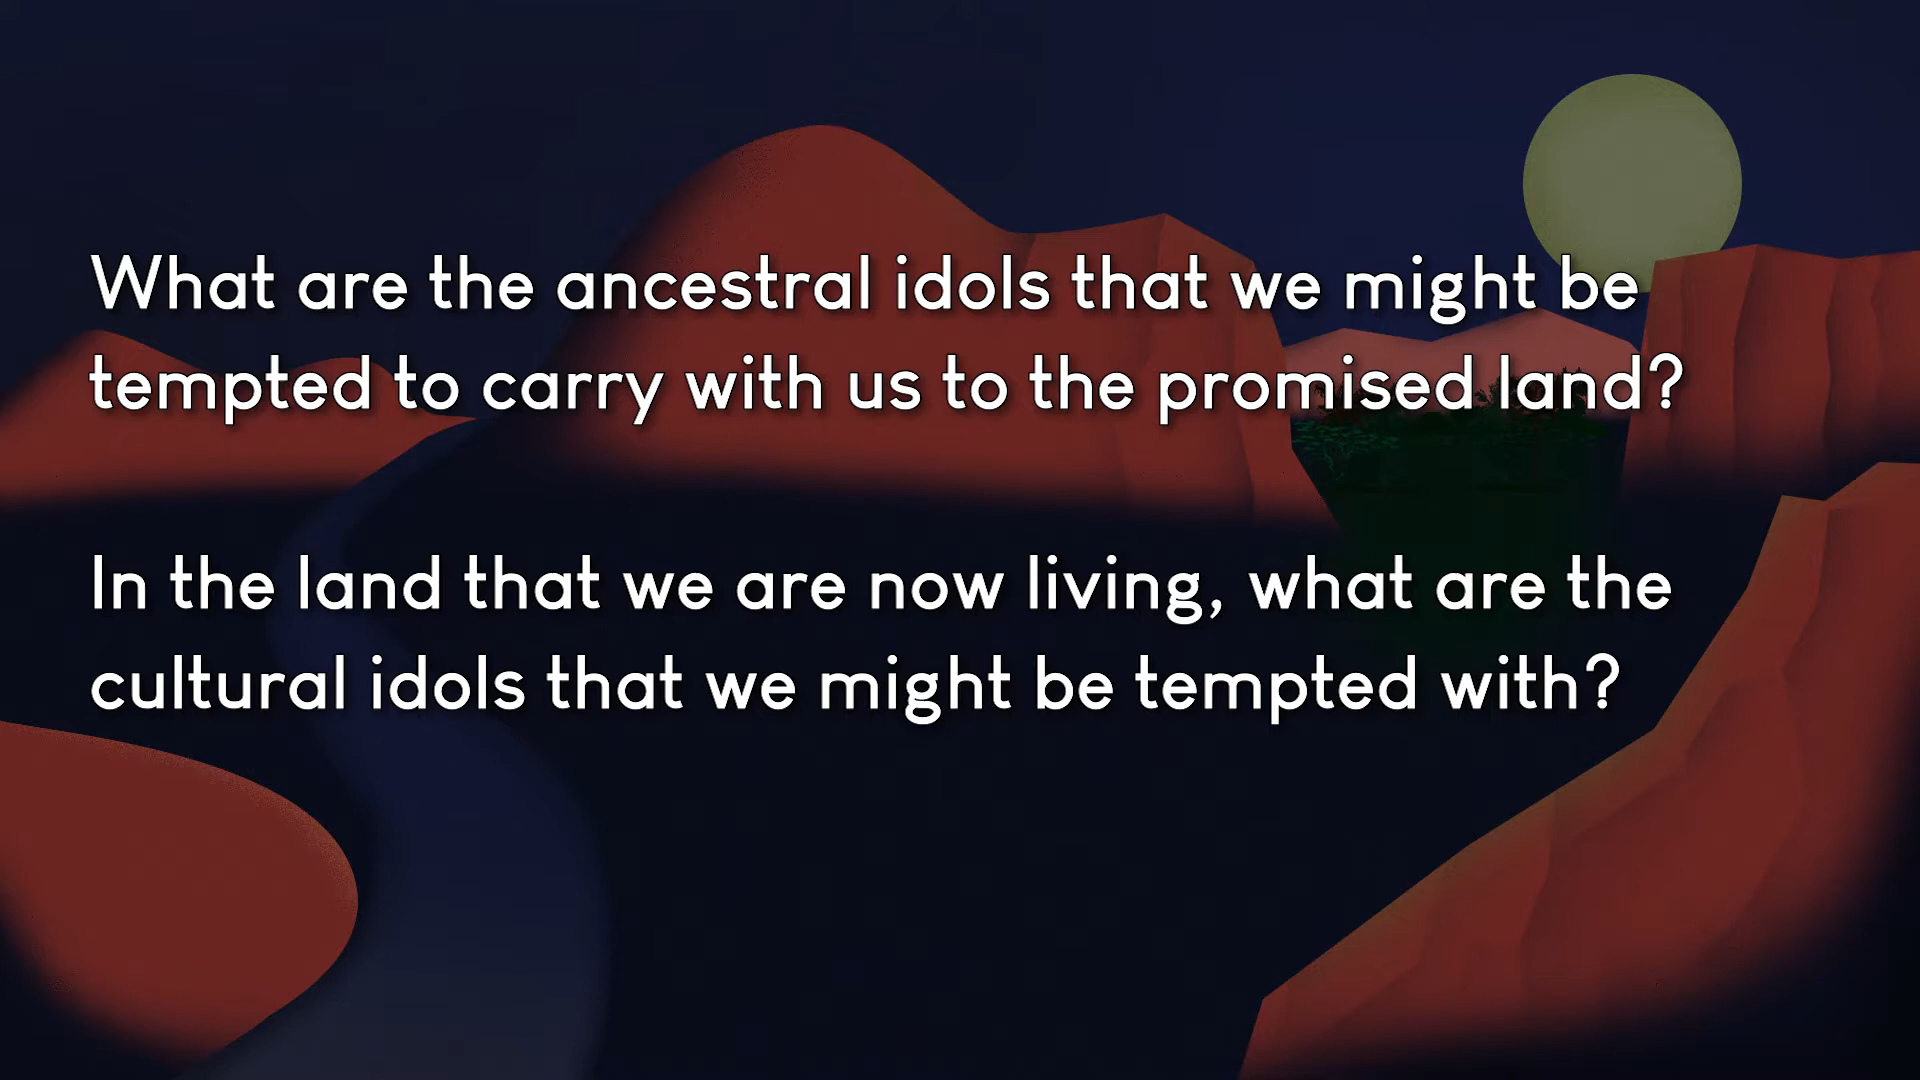 What are the ancestral idols that we might be
tempted to carry with us to the promised land?
In the land that we are now living, what are the
cultural idols that we might be tempted with?